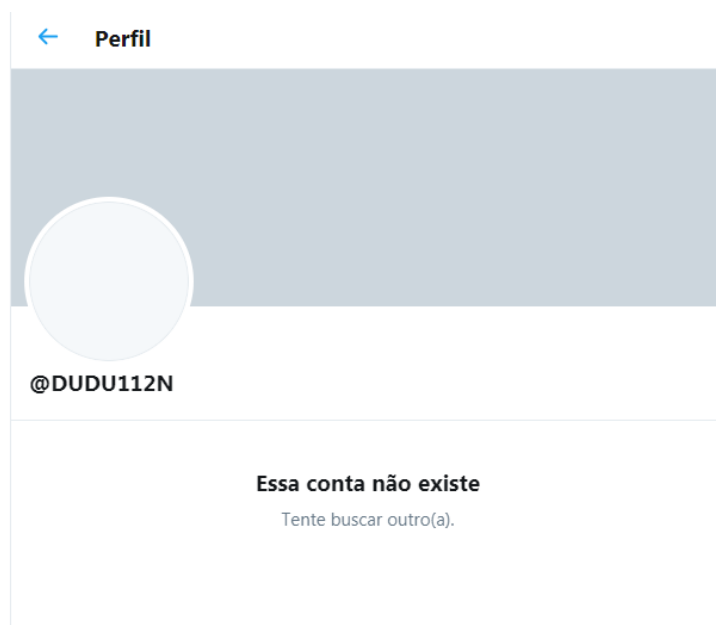 Perfil
@DUDU112N
Essa conta não existe
Tente buscar outro(a).